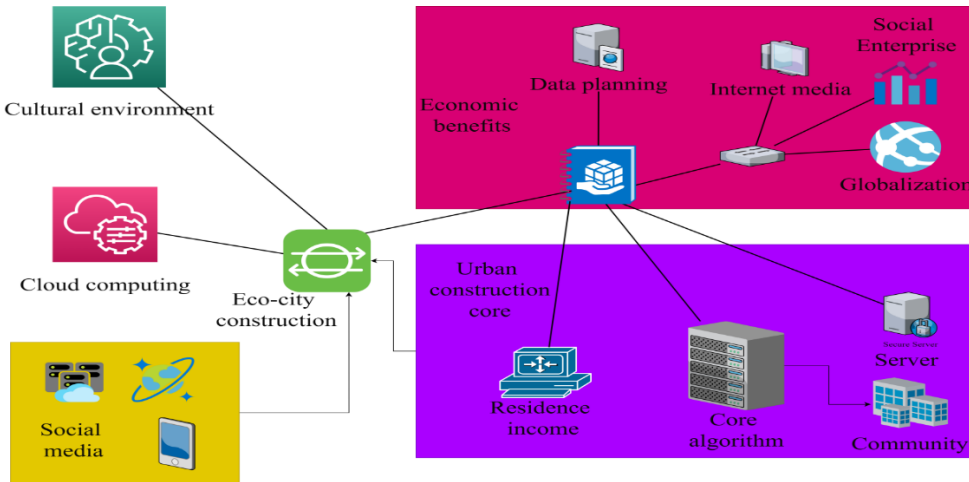 Cultural environment
Cloud computing
Eco-city
construction
Social
media
Economic
benefits
Data planning
Internet media
Social
Enterprise
Globalization
Urban
construction
core
Residence
income
Core
algorithm
Secure Server
Server
Community